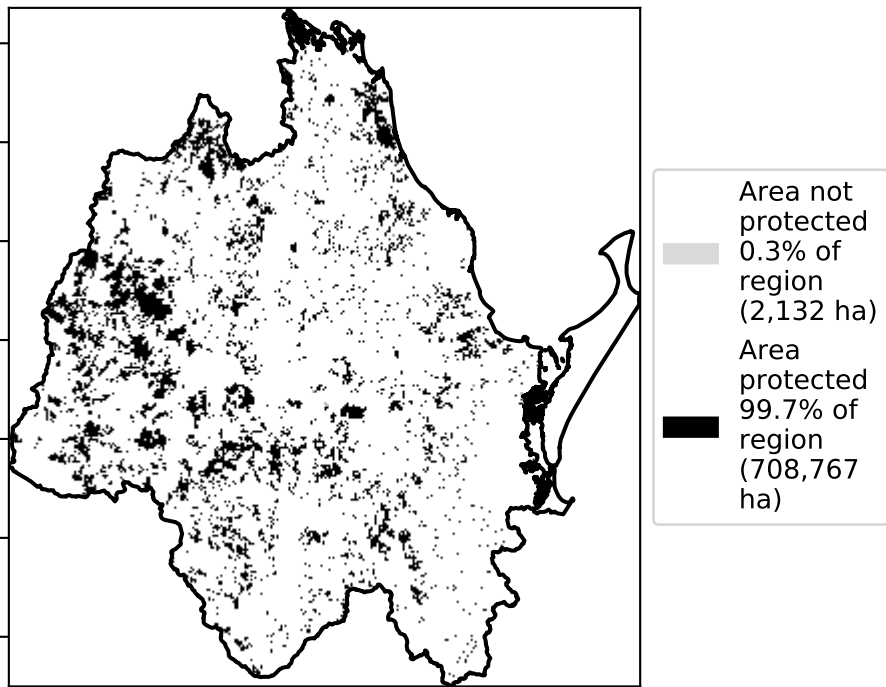 Area not
protected
0.3% of
region
(2,132 ha)
Area
protected
99.7% of
region
(708,767
ha)